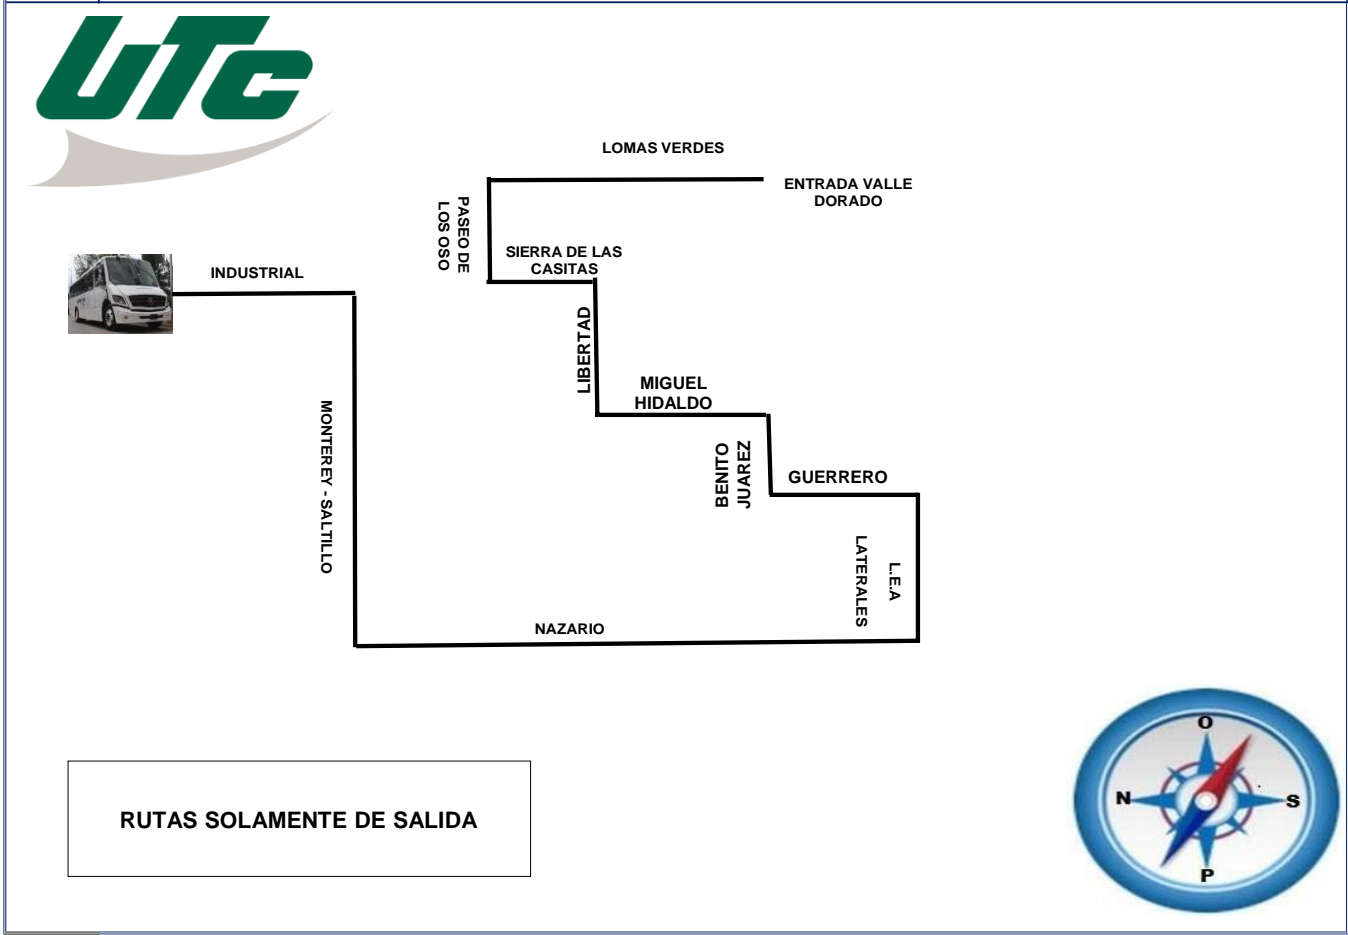 UTC
LOMAS VERDES
ENTRADA VALLE
DORADO
PASEO DE
LOS OSO
SIERRA DE LAS
CASITAS
INDUSTRIAL
LIBERTAD
MIGUEL
HIDALDO
MONTEREY - SALTILLO
BENITO
JUAREZ
GUERRERO
L.E.A
LATERALES
NAZARIO
RUTAS SOLAMENTE DE SALIDA
O
N
S
P